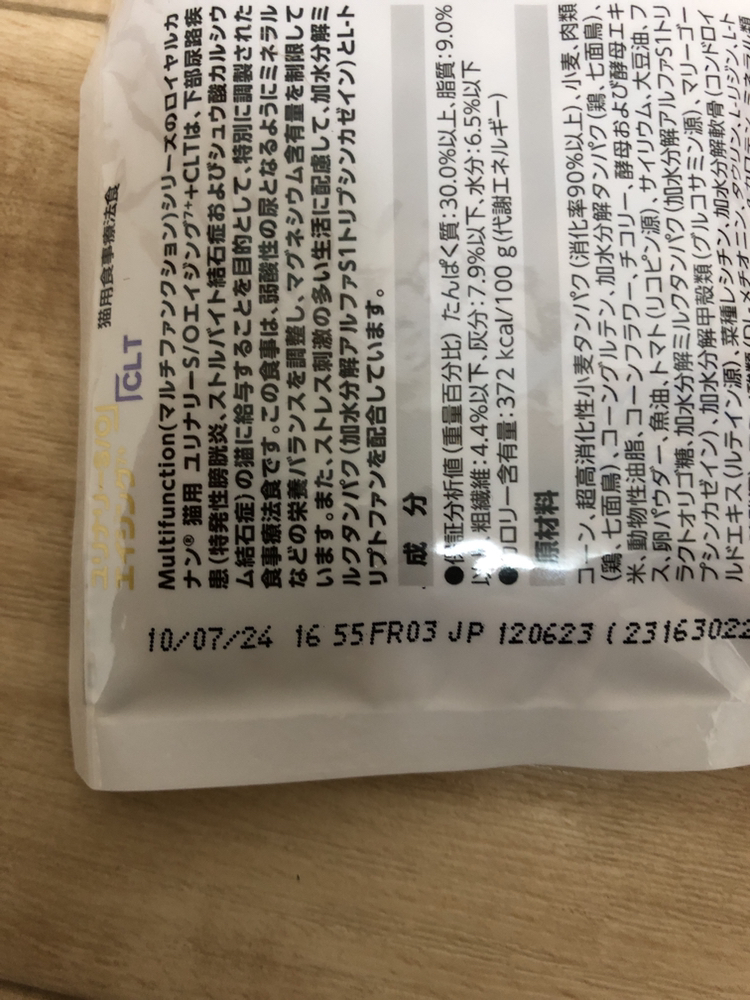 猫用食事療法食
ユリナリーS/O
エイジング
CLT
Multifunction(マルチファンクション)シリーズのロイヤルカ
ナン® 猫用 ユリナリーS/Oエイジング7++CLTは、下部尿路疾
患(特発性膀胱炎、ストルバイト結石症およびシュウ酸カルシウ
ム結石症)の猫に給与することを目的として、特別に調製された
食事療法食です。この食事は、弱酸性の尿となるようにミネラル
などの栄養バランスを調整し、マグネシウム含有量を制限して
います。また、ストレス刺激の多い生活に配慮して、加水分解ミ
ルクタンパク(加水分解アルファS1トリプシンカゼイン)とL-ト
リプトファンを配合しています。
成 分
●保証分析値(重量百分比) たんぱく質:30.0%以上、脂質:9.0%
以上、粗繊維:4.4%以下、灰分:7.9%以下、水分:6.5%以下
●カロリー含有量:372 kcal/100 g(代謝エネルギー)
原材料
コーン、超高消化性小麦タンパク(消化率90%以上)、小麦、肉類
(鶏、七面鳥)、コーングルテン、加水分解タンパク(鶏、七面鳥)、
米、動物性油脂、コーンフラワー、チコリー、酵母および酵母エキ
ス、卵パウダー、魚油、トマト(リコピン源)、サイリウム、大豆油、フ
ラクトオリゴ糖、加水分解ミルクタンパク(加水分解アルファS1トリ
プシンカゼイン)、加水分解甲殻類(グルコサミン源)、マリーゴー
ルドエキス(ルテイン源)、菜種レシチン、加水分解軟骨(コンドロイ
10/07/24 16 55FR03 JP 120623 (23163022